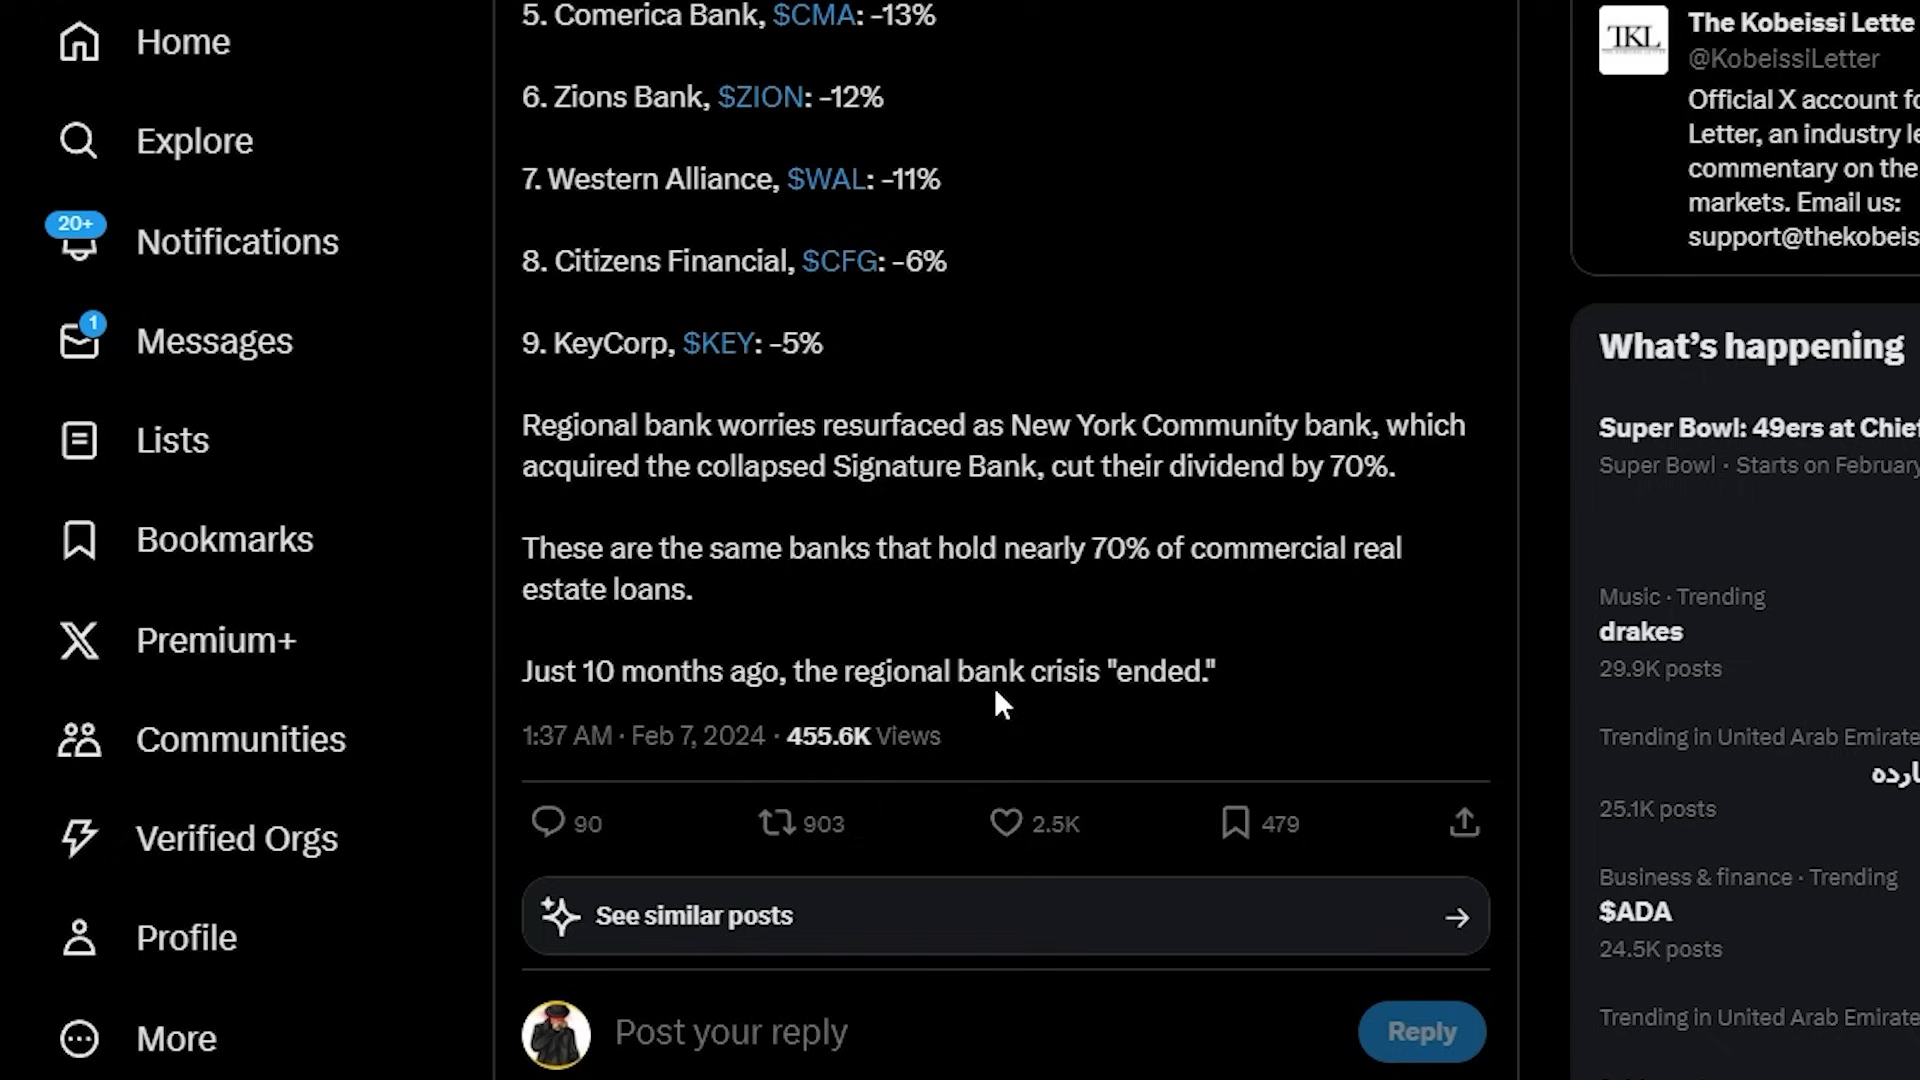 Home
Explore
20+
Notifications
1
Messages
Lists
Bookmarks
Premium+
Communities
Verified Orgs
Profile
More
5. Comerica Bank, $CMA: -13%
6. Zions Bank, $ZION: -12%
7. Western Alliance, $WAL: -11%
8. Citizens Financial, $CFG: -6%
9. KeyCorp, $KEY: -5%
Regional bank worries resurfaced as New York Community bank, which
acquired the collapsed Signature Bank, cut their dividend by 70%.
These are the same banks that hold nearly 70% of commercial real
estate loans.
Just 10 months ago, the regional bank crisis "ended."
1:37 AM · Feb 7, 2024 · 455.6K Views
90 903 2.5K 479
See similar posts
Post your reply
Reply
TKL
The Kobeissi Lette
@KobeissiLetter
Official X account fo
Letter, an industry le
commentary on the
markets. Email us:
support@thekobeis
What's happening
Super Bowl: 49ers at Chief
Super Bowl · Starts on February
Music · Trending
drakes
29.9K posts
Trending in United Arab Emirate
25.1K posts
Business & finance · Trending
$ADA
24.5K posts
Trending in United Arab Emirate